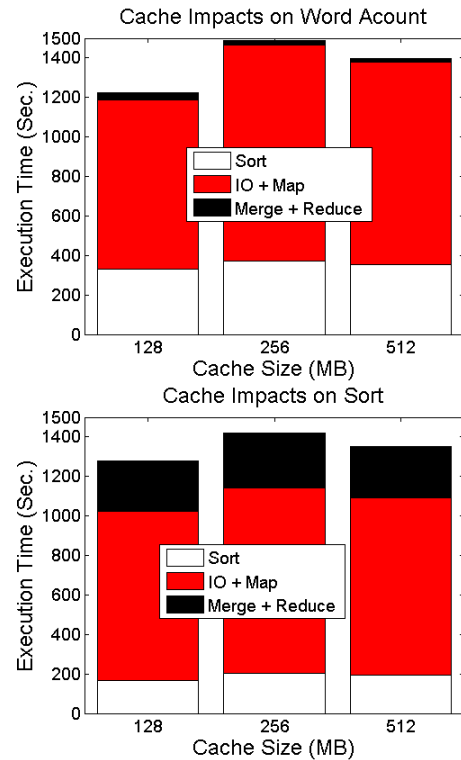 Cache Impacts on Word Acount
1500
1400
1200
1000
800
600
400
200
0
Execution Time (Sec.)
Sort
IO + Map
Merge + Reduce
128 256 512
Cache Size (MB)
Cache Impacts on Sort
1500
1400
1200
1000
800
600
400
200
0
Execution Time (Sec.)
Sort
IO + Map
Merge + Reduce
128 256 512
Cache Size (MB)